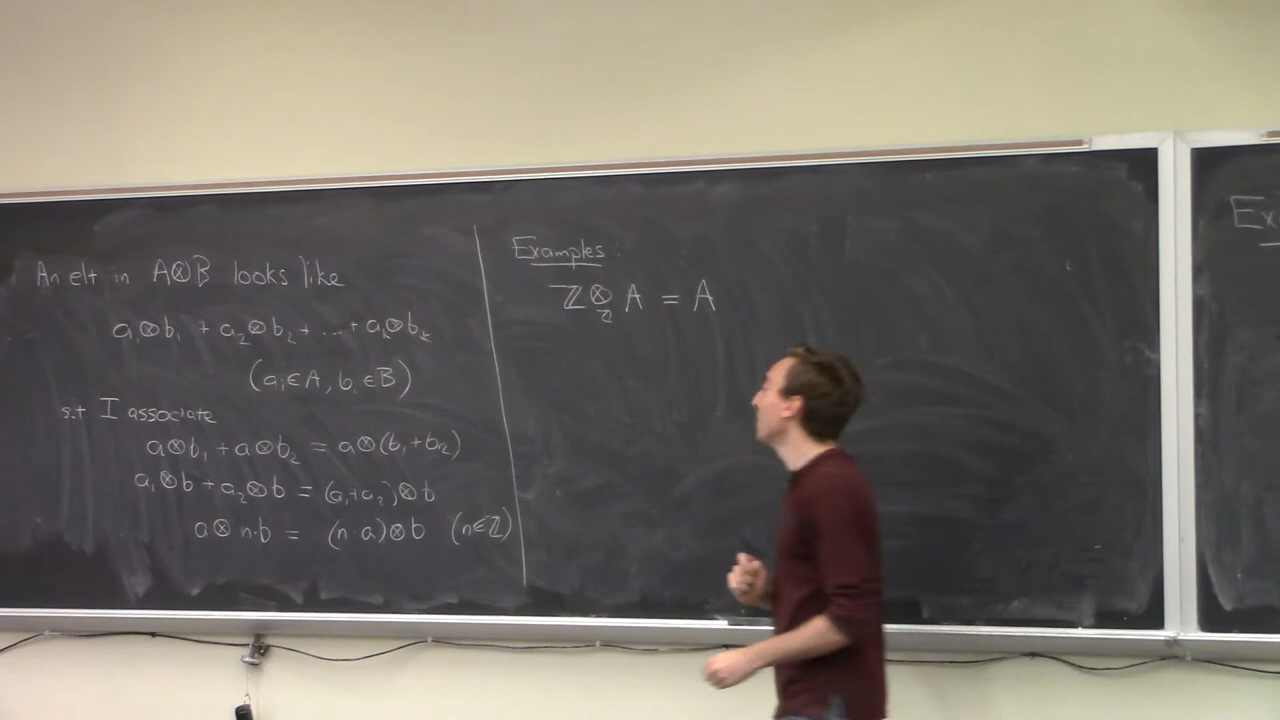 An elt in A⊗B looks like
a₁⊗b₁ + a₂⊗b₂ + ... + aₖ⊗bₖ
(aᵢ∈A, bᵢ∈B)
s.t. I associate
a⊗b₁ + a⊗b₂ = a⊗(b₁+b₂)
a₁⊗b + a₂⊗b = (a₁+a₂)⊗b
a⊗n·b = (n·a)⊗b (n∈ℤ)
Examples:
ℤ⊗_ℤ A = A
Ex